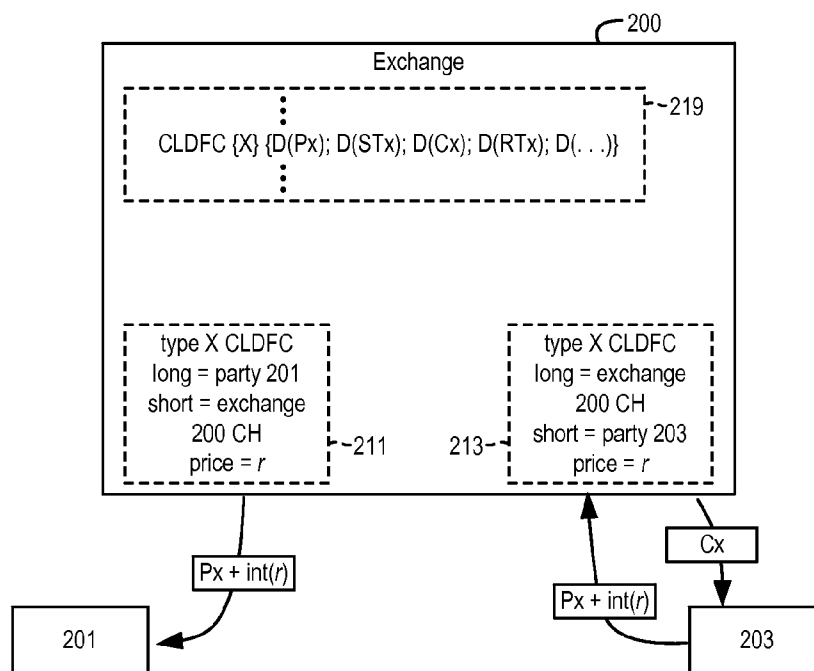 200
Exchange
219
CLDFC {X} {D(Px); D(STx); D(Cx); D(RTx); D(. . .)}
type X CLDFC
long = party 201
short = exchange
200 CH
price = r
211
213
type X CLDFC
long = exchange
200 CH
short = party 203
price = r
Cx
Px + int(r)
Px + int(r)
201
203